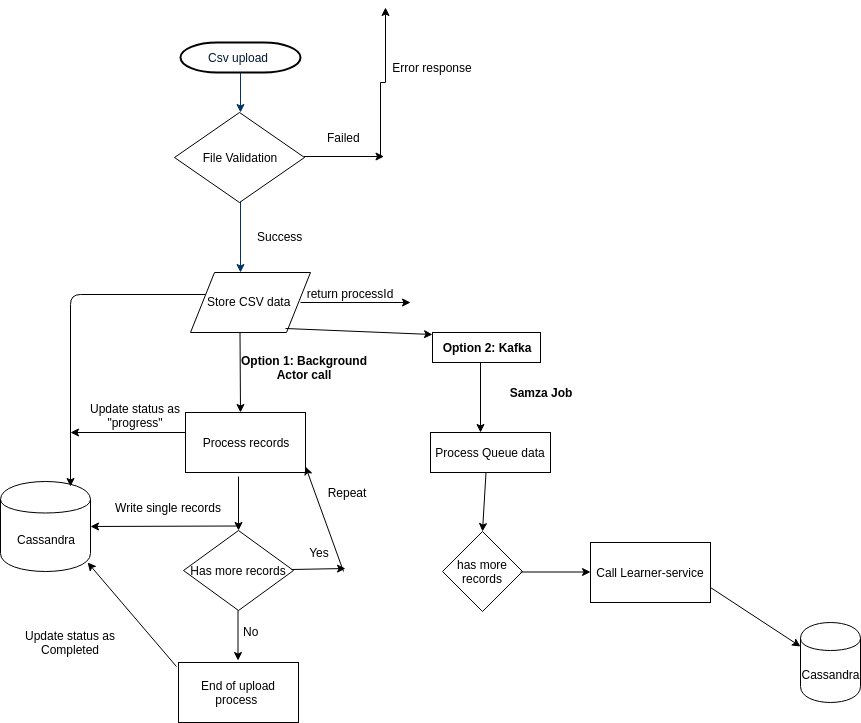 Csv upload
Error response
Failed
File Validation
Success
return processId
Store CSV data
Option 2: Kafka
Option 1: Background
Actor call
Samza Job
Update status as
"progress"
Process records
Process Queue data
Repeat
Write single records
Cassandra
Yes
Has more records
has more
records
Call Learner-service
No
Update status as
Completed
End of upload
process
Cassandra